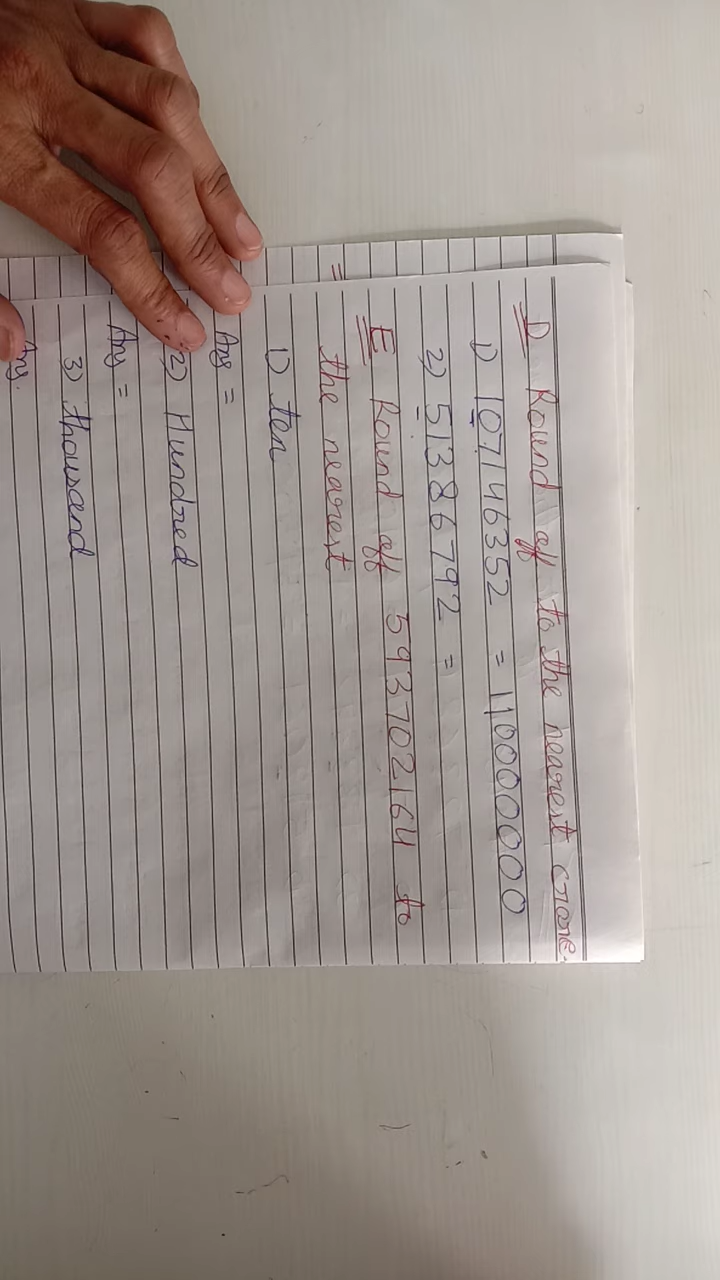 D Round off to the nearest crore.
1) 107146352 = 110000000
2) 51386792 =
E Round off 593702164 to
the nearest
1) ten
Ans =
2) Hundred
Ans =
3) thousand
Ans.